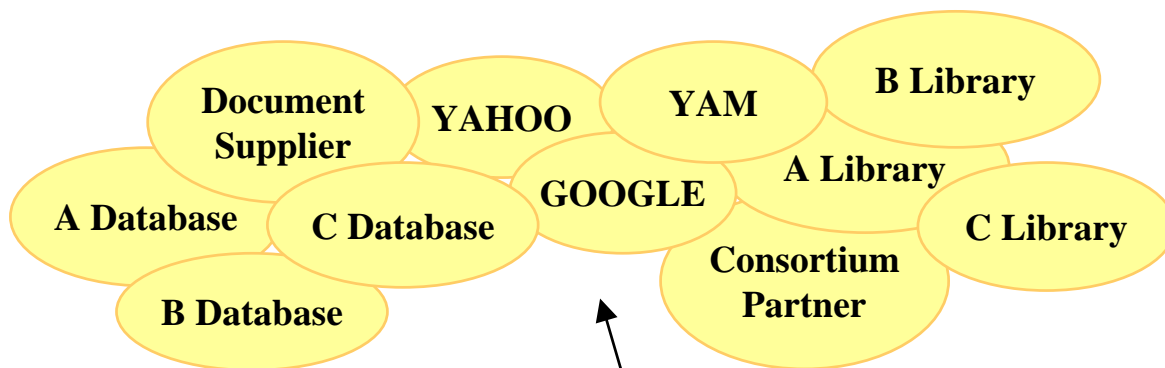 Document
Supplier
YAHOO
YAM
B Library
A Database
C Database
GOOGLE
A Library
C Library
B Database
Consortium
Partner